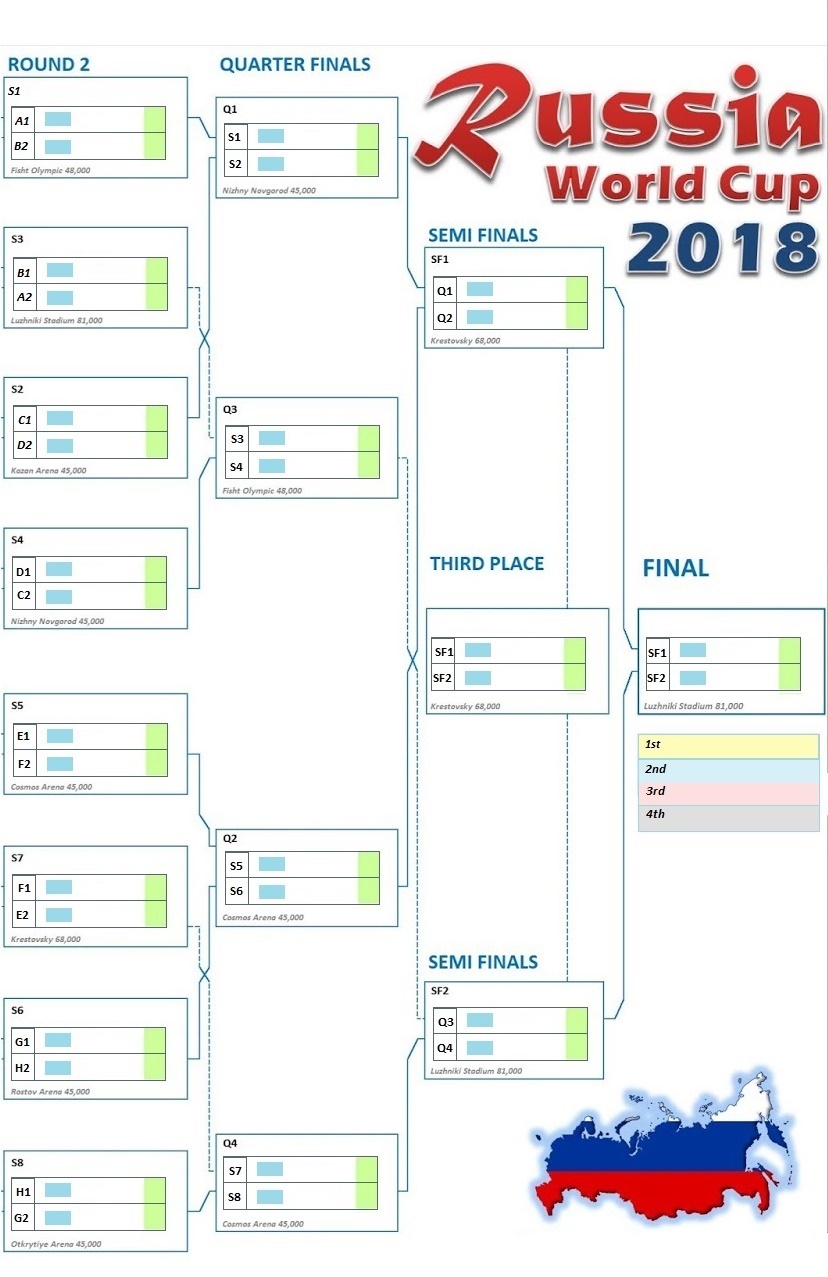 ROUND 2
S1
A1
B2
Fisht Olympic 48,000
S3
B1
A2
Luzhniki Stadium 81,000
S2
C1
D2
Kazan Arena 45,000
S4
D1
C2
Nizhny Novgorod 45,000
S5
E1
F2
Cosmos Arena 45,000
S7
F1
E2
Krestovsky 68,000
S6
G1
H2
Rostov Arena 45,000
S8
H1
G2
Otkrytiye Arena 45,000
QUARTER FINALS
Q1
S1
S2
Nizhny Novgorod 45,000
Q3
S3
S4
Fisht Olympic 48,000
Q2
S5
S6
Cosmos Arena 45,000
Q4
S7
S8
Cosmos Arena 45,000
Russia
World Cup
2018
SEMI FINALS
SF1
Q1
Q2
Krestovsky 68,000
THIRD PLACE
SF1
SF2
Krestovsky 68,000
SEMI FINALS
SF2
Q3
Q4
Luzhniki Stadium 81,000
FINAL
SF1
SF2
Luzhniki Stadium 81,000
1st
2nd
3rd
4th